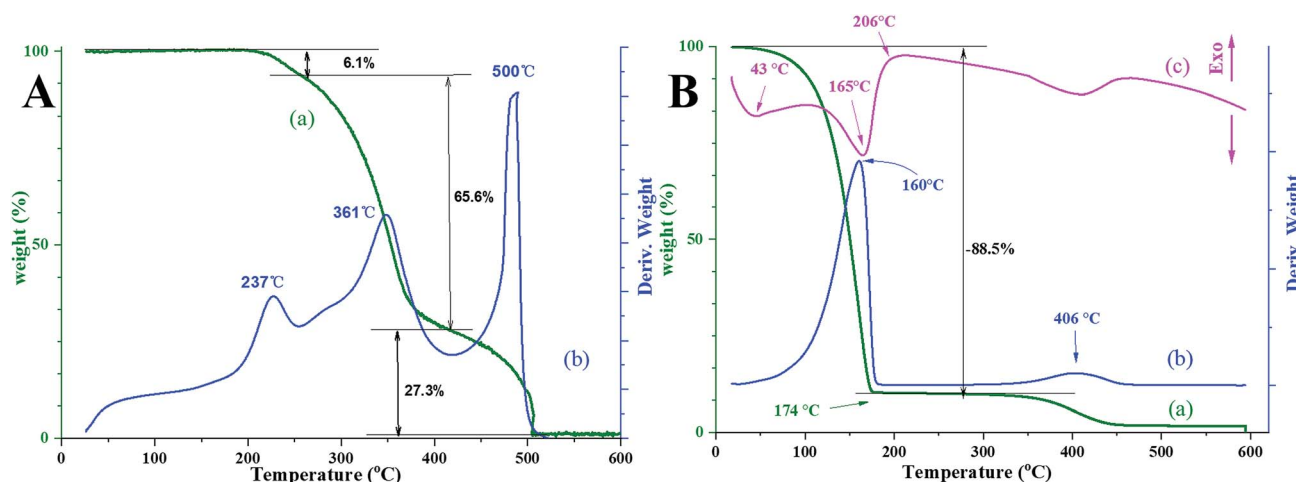 A
100
50
0
weight (%)
0
100
200
300
400
500
600
Temperature (°C)
Deriv. Weight
6.1%
65.6%
27.3%
237℃
361℃
500℃
(a)
(b)
B
100
50
0
weight (%)
0
100
200
300
400
500
600
Temperature (°C)
Deriv. Weight
Exo
43 °C
165°C
206°C
160°C
-88.5%
174 °C
406 °C
(c)
(b)
(a)